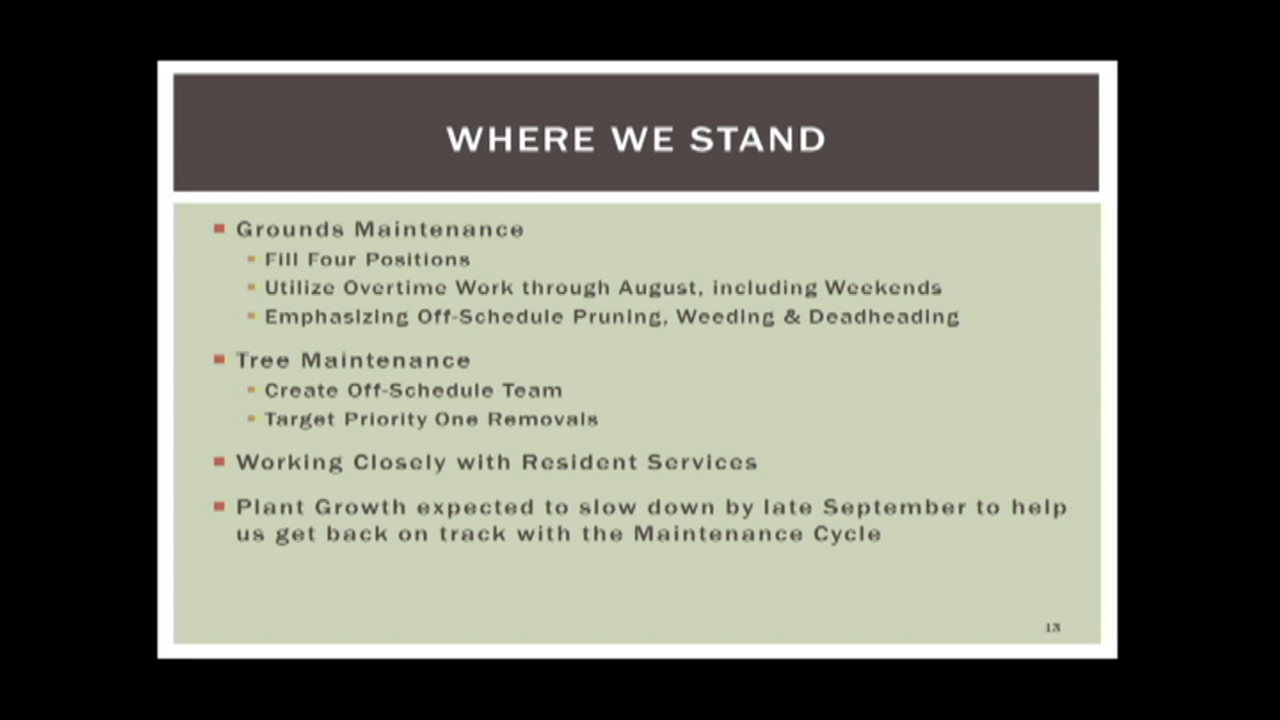 WHERE WE STAND
Grounds Maintenance
Fill Four Positions
Utilize Overtime Work through August, including Weekends
Emphasizing Off-Schedule Pruning, Weeding & Deadheading
Tree Maintenance
Create Off-Schedule Team
Target Priority One Removals
Working Closely with Resident Services
Plant Growth expected to slow down by late September to help
us get back on track with the Maintenance Cycle
13